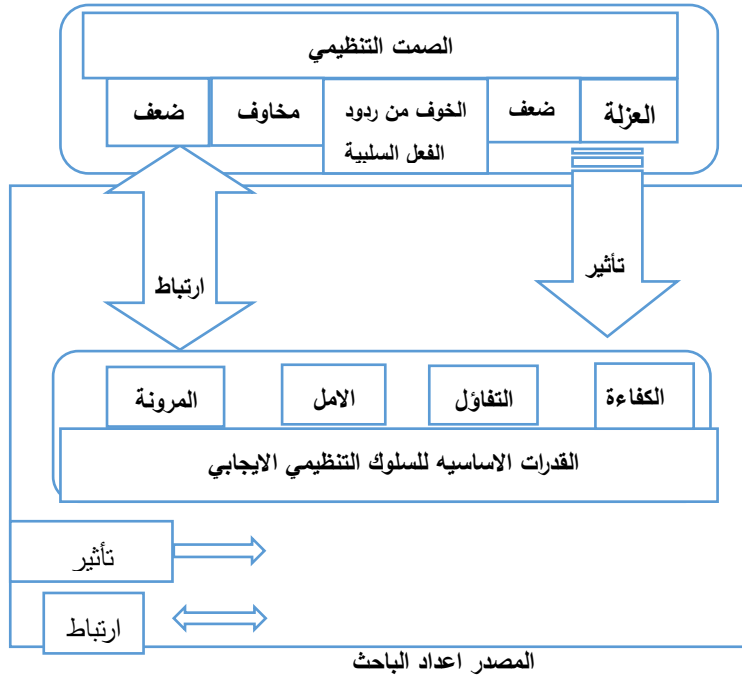 الصمت التنظيمي
العزلة
ضعف
الخوف من ردود
الفعل السلبية
مخاوف
ضعف
تأثير
ارتباط
الكفاءة
التفاؤل
الامل
المرونة
القدرات الاساسيه للسلوك التنظيمي الايجابي
تأثير
ارتباط
المصدر اعداد الباحث